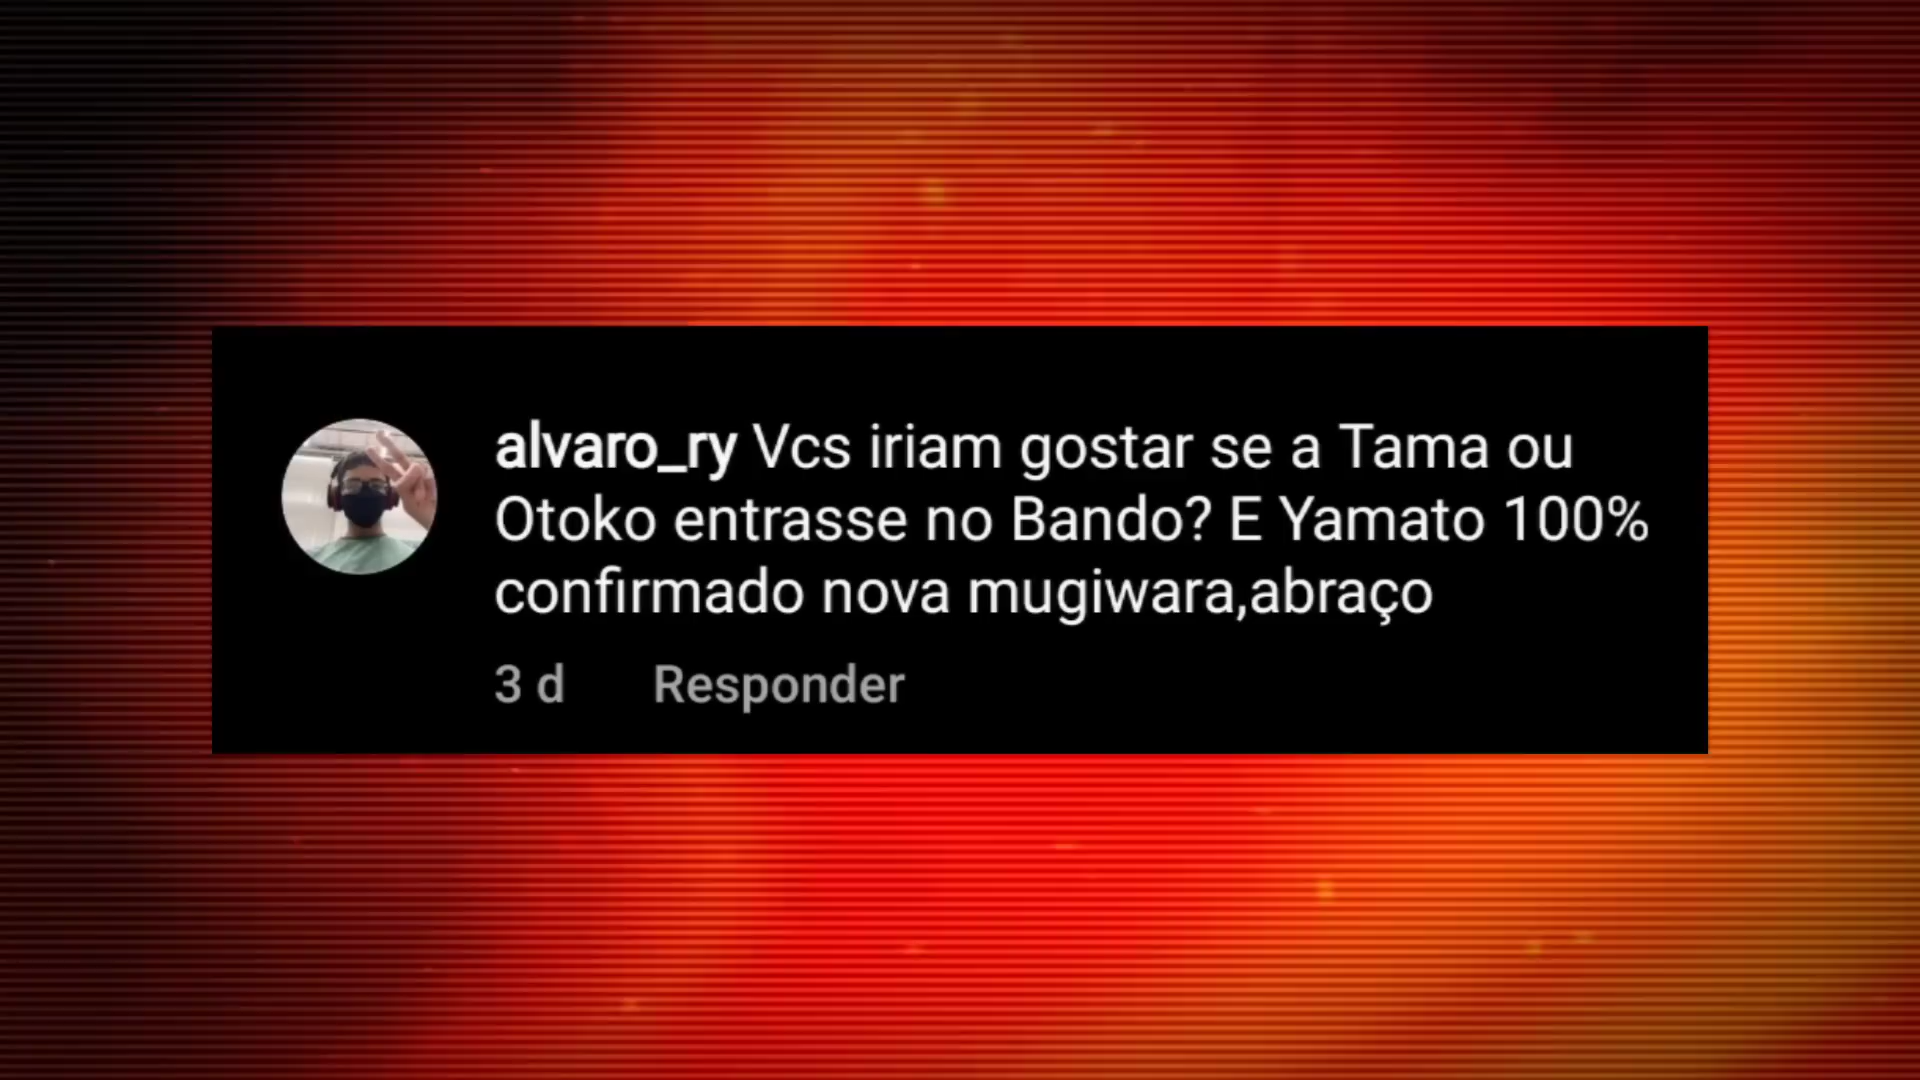 alvaro_ry Vcs iriam gostar se a Tama ou
Otoko entrasse no Bando? E Yamato 100%
confirmado nova mugiwara,abraço
3 d Responder